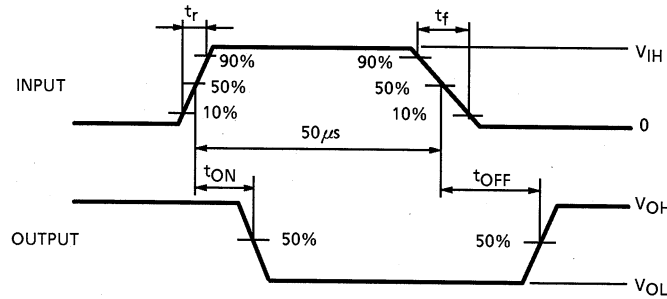 tr
tf
VIH
90%
90%
INPUT
50%
50%
10%
10%
0
50μs
tON
tOFF
VOH
OUTPUT
50%
50%
VOL